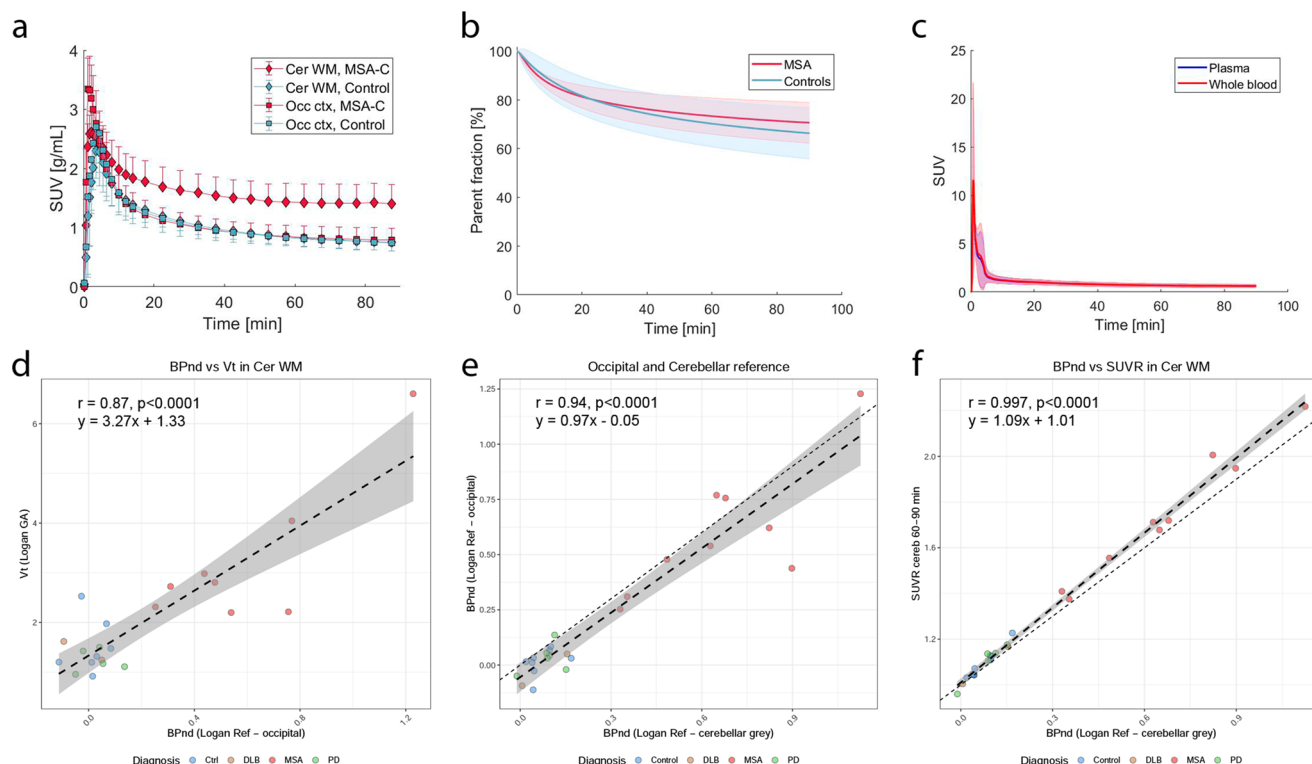 a
SUV [g/mL]
4
3
2
1
0
0
20
40
60
80
Time [min]
Cer WM, MSA-C
Cer WM, Control
Occ ctx, MSA-C
Occ ctx, Control
b
Parent fraction [%]
100
80
60
40
20
0
0
20
40
60
80
100
Time [min]
MSA
Controls
c
SUV
25
20
15
10
5
0
0
20
40
60
80
100
Time [min]
Plasma
Whole blood
d
BPnd vs Vt in Cer WM
r = 0.87, p<0.0001
y = 3.27x + 1.33
Vt (Logan GA)
6
4
2
0.0
0.4
0.8
1.2
BPnd (Logan Ref − occipital)
Diagnosis Ctrl DLB MSA PD
e
Occipital and Cerebellar reference
r = 0.94, p<0.0001
y = 0.97x - 0.05
BPnd (Logan Ref − occipital)
1.25
1.00
0.75
0.50
0.25
0.00
0.0
0.3
0.6
0.9
BPnd (Logan Ref − cerebellar grey)
Diagnosis Control DLB MSA PD
f
BPnd vs SUVR in Cer WM
r = 0.997, p<0.0001
y = 1.09x + 1.01
SUVR cereb 60−90 min
2.0
1.6
1.2
0.0
0.3
0.6
0.9
BPnd (Logan Ref − cerebellar grey)
Diagnosis Control DLB MSA PD